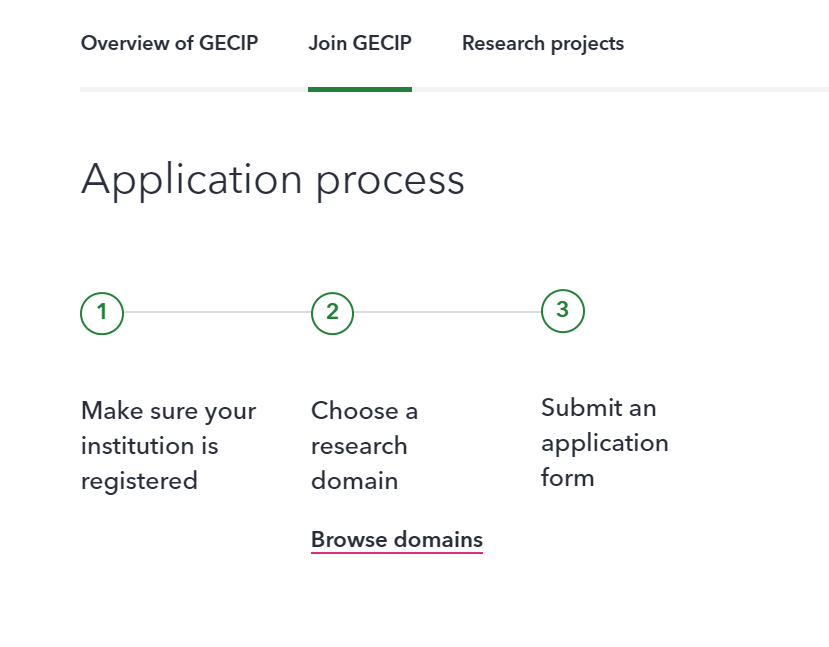 Overview of GECIP Join GECIP Research projects
Application process
1 2 3
Make sure your
institution is
registered
Choose a
research
domain
Browse domains
Submit an
application
form